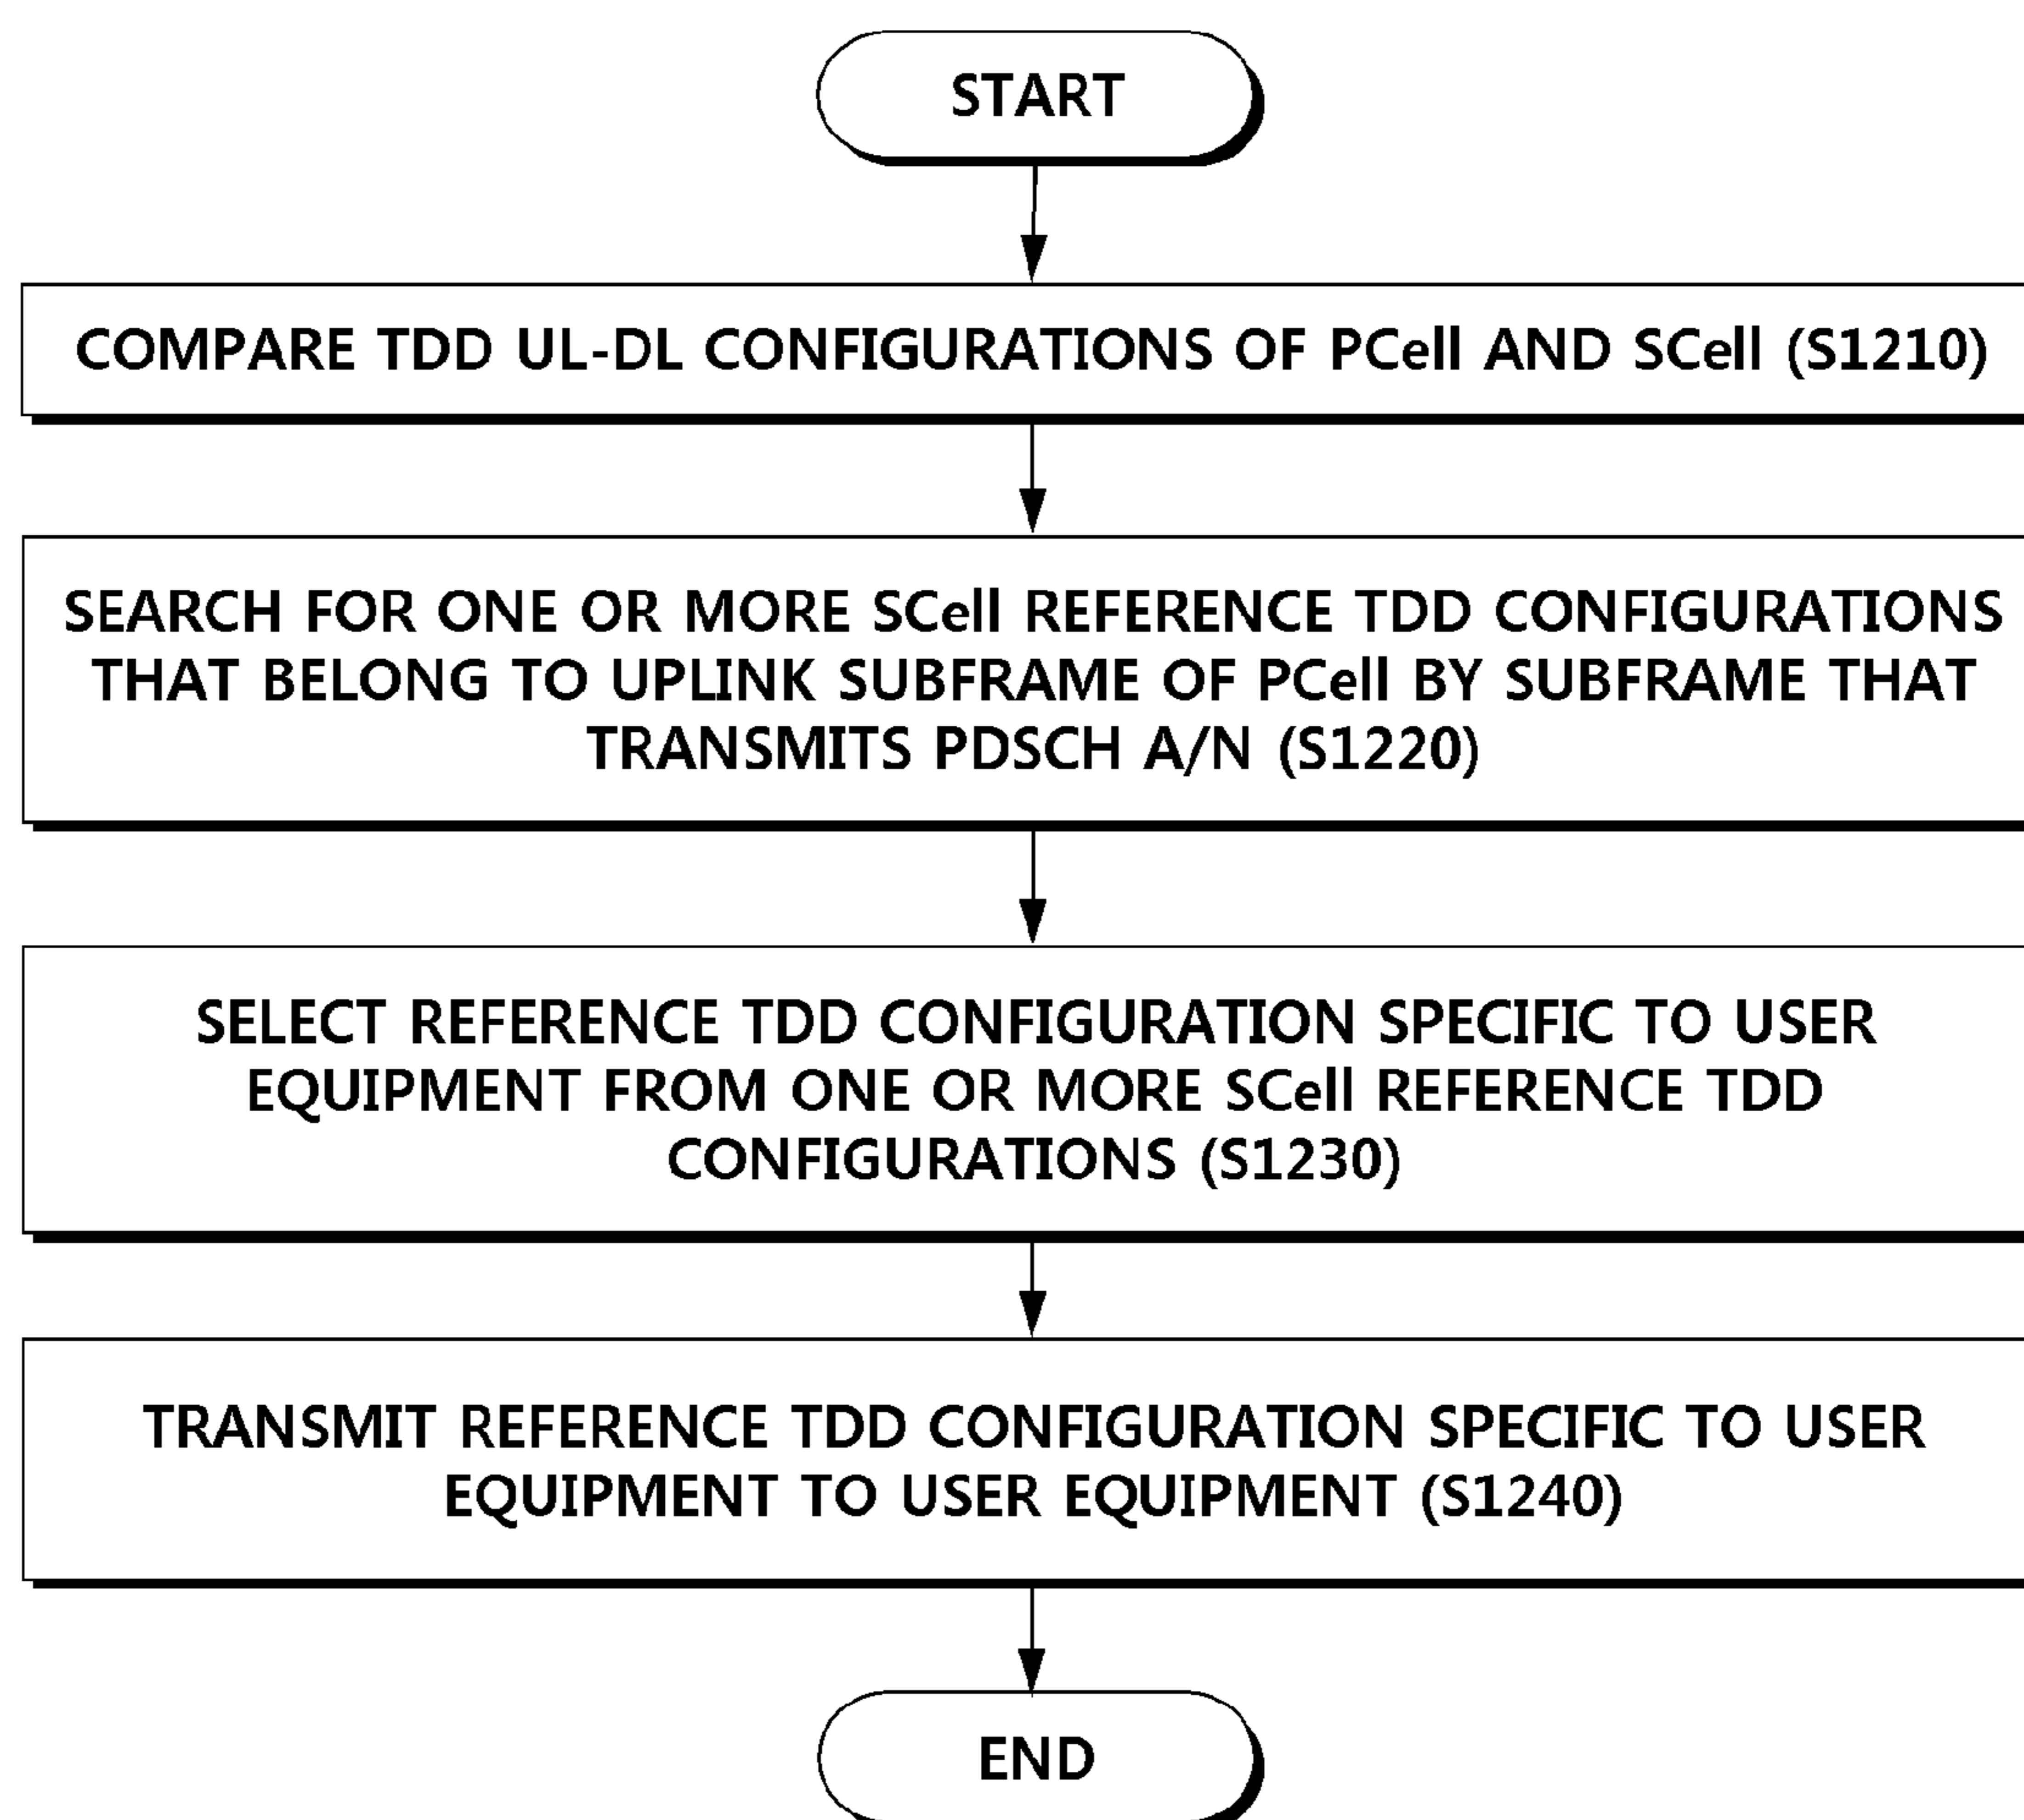 START
COMPARE TDD UL-DL CONFIGURATIONS OF PCell AND SCell (S1210)
SEARCH FOR ONE OR MORE SCell REFERENCE TDD CONFIGURATIONS
THAT BELONG TO UPLINK SUBFRAME OF PCell BY SUBFRAME THAT
TRANSMITS PDSCH A/N (S1220)
SELECT REFERENCE TDD CONFIGURATION SPECIFIC TO USER
EQUIPMENT FROM ONE OR MORE SCell REFERENCE TDD
CONFIGURATIONS (S1230)
TRANSMIT REFERENCE TDD CONFIGURATION SPECIFIC TO USER
EQUIPMENT TO USER EQUIPMENT (S1240)
END